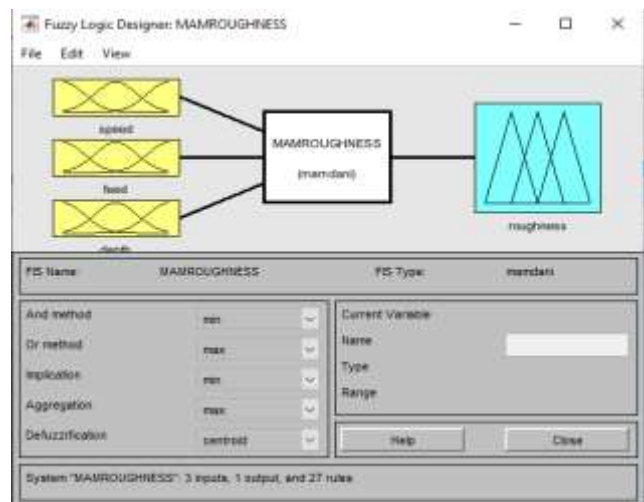 Fuzzy Logic Designer: MAMROUGHNESS
File Edit View
speed
feed
depth
MAMROUGHNESS
(mamdani)
roughness
FIS Name: MAMROUGHNESS FIS Type: mamdani
And method min
Or method max
Implication min
Aggregation max
Defuzzification centroid
Current Variable
Name
Type
Range
Help Close
System "MAMROUGHNESS": 3 inputs, 1 output, and 27 rules